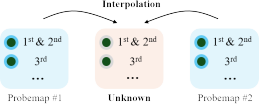 Interpolation
1st & 2nd
3rd
...
Probemap #1
1st & 2nd
3rd
...
Unknown
1st & 2nd
3rd
...
Probemap #2